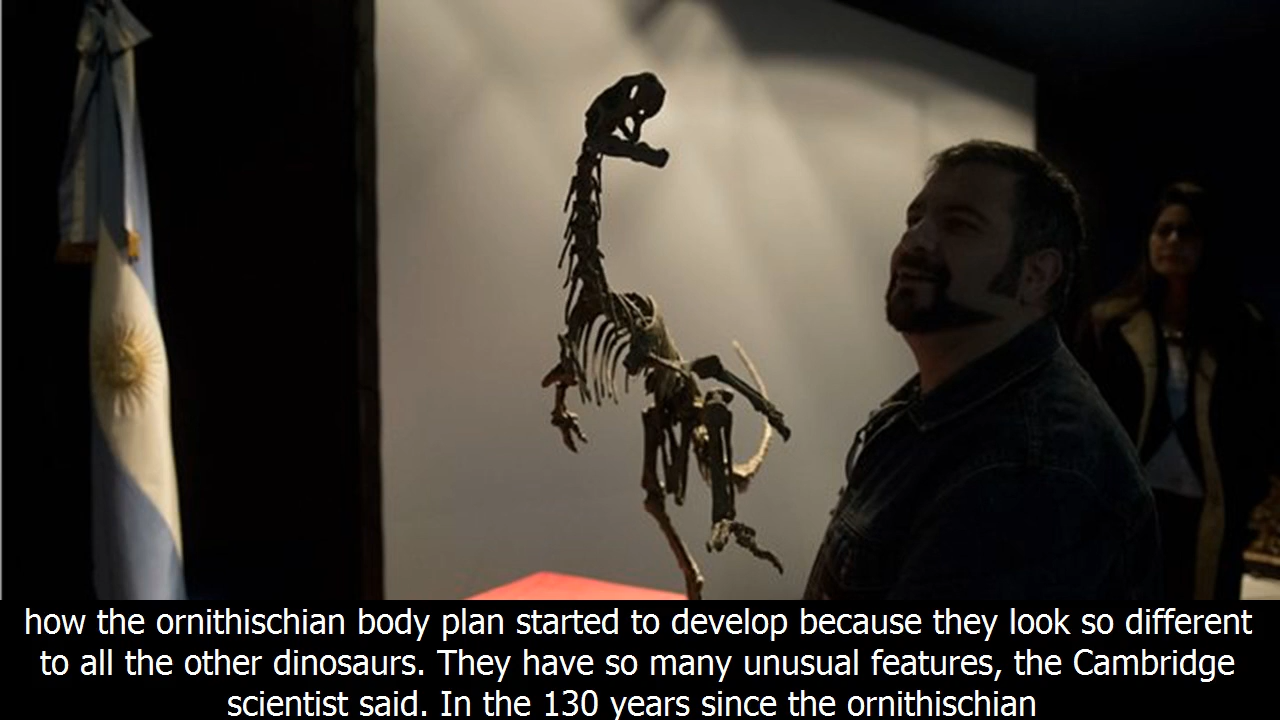 how the ornithischian body plan started to develop because they look so different
to all the other dinosaurs. They have so many unusual features, the Cambridge
scientist said. In the 130 years since the ornithischian